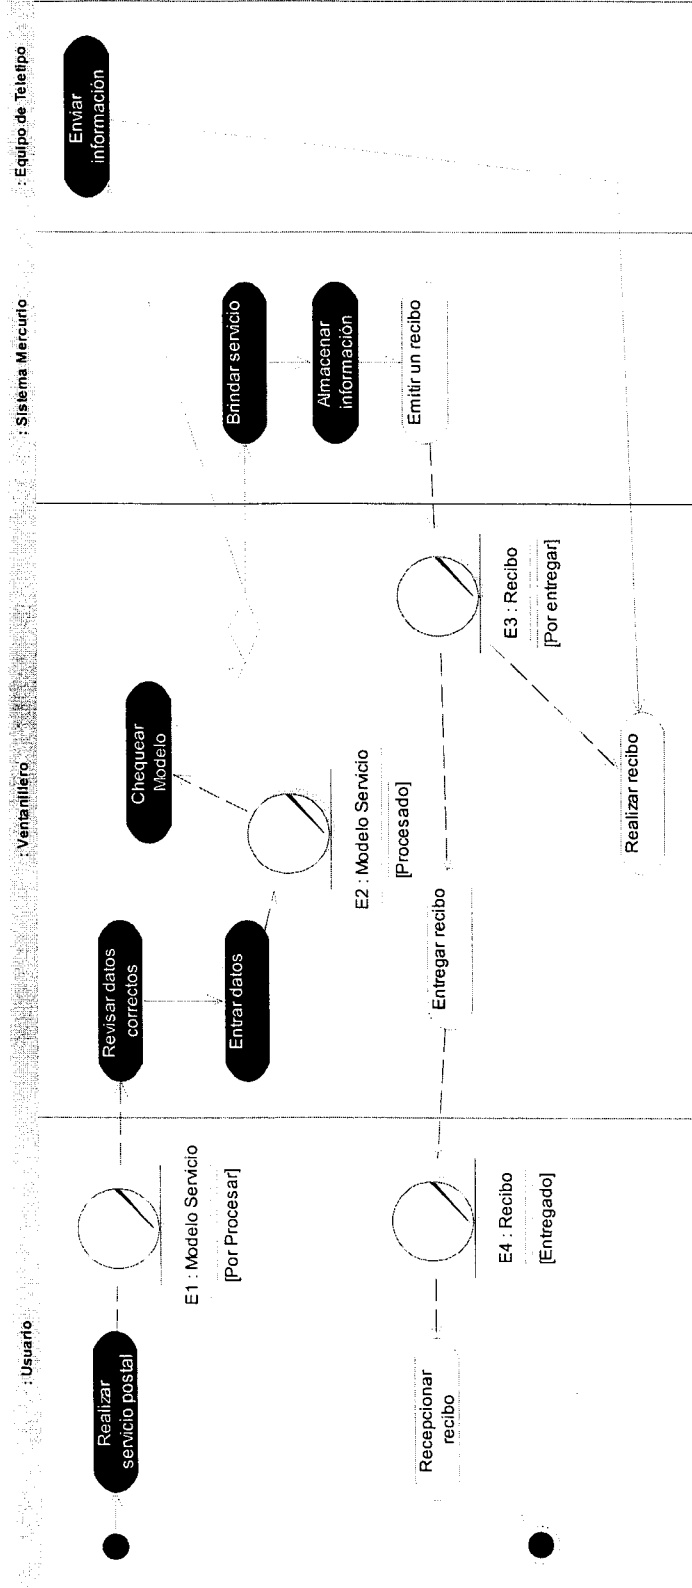 : Usuario
: Ventanillero
: Sistema Mercurio
: Equipo de Teletipo
Realizar
servicio postal
E1 : Modelo Servicio
[Por Procesar]
Revisar datos
correctos
Entrar datos
E2 : Modelo Servicio
[Procesado]
Chequear
Modelo
Brindar servicio
Almacenar
información
Emitir un recibo
Enviar
información
E3 : Recibo
[Por entregar]
Realizar recibo
Entregar recibo
E4 : Recibo
[Entregado]
Recepcionar
recibo